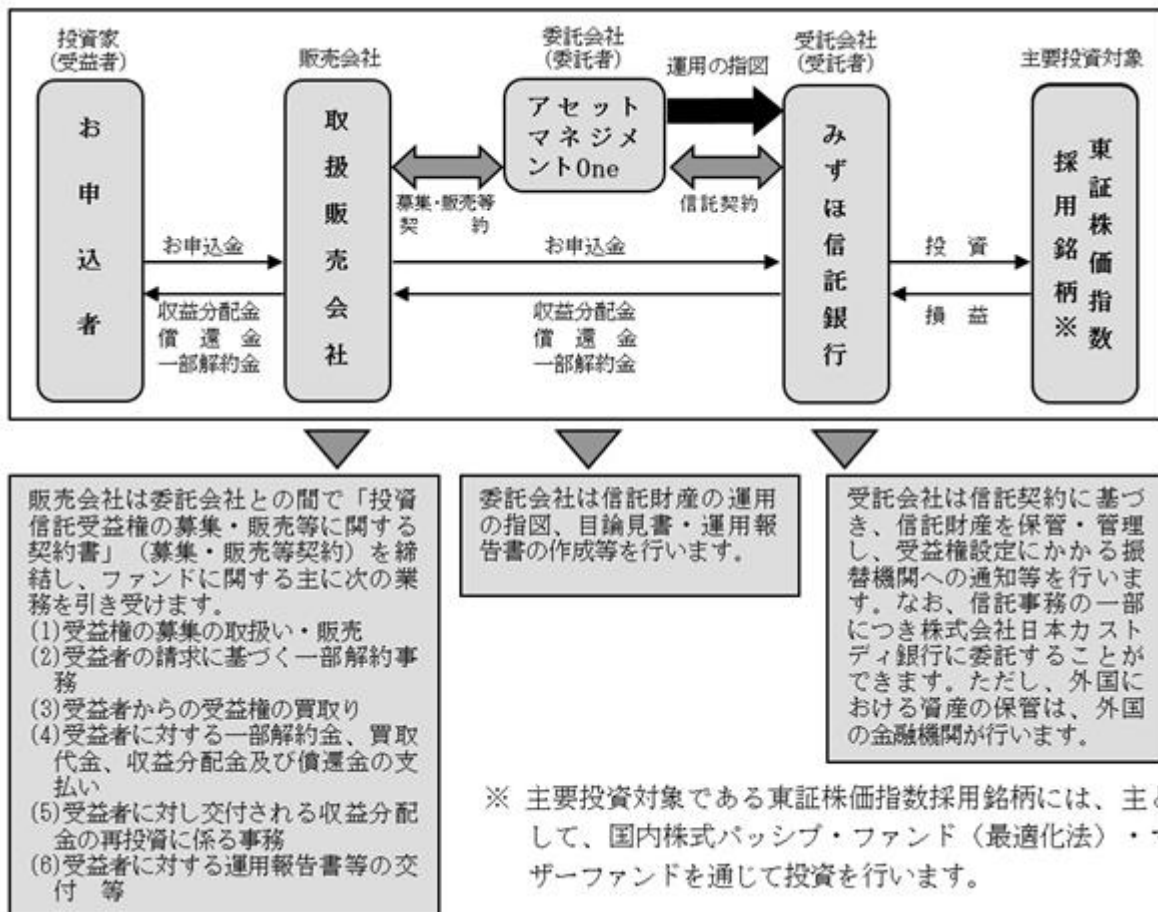 投資家
(受益者)
販売会社
委託会社
(委託者)
運用の指図
受託会社
(受託者)
主要投資対象
お申込者
取扱販売会社
アセット
マネジメ
ントOne
みずほ信託銀行
東証株価指数
採用銘柄※
募集・販売等
契　約
信託契約
お申込金
収益分配金
償　還　金
一部解約金
お申込金
収益分配金
償　還　金
一部解約金
投　資
損　益
販売会社は委託会社との間で「投資
信託受益権の募集・販売等に関する
契約書」（募集・販売等契約）を締
結し、ファンドに関する主に次の業
務を引き受けます。
(1)受益権の募集の取扱い・販売
(2)受益者の請求に基づく一部解約事
務
(3)受益者からの受益権の買取り
(4)受益者に対する一部解約金、買取
代金、収益分配金及び償還金の支
払い
(5)受益者に対し交付される収益分配
金の再投資に係る事務
(6)受益者に対する運用報告書等の交
付　等
委託会社は信託財産の運用
の指図、目論見書・運用報
告書の作成等を行います。
受託会社は信託契約に基づ
き、信託財産を保管・管理
し、受益権設定にかかる振
替機関への通知等を行いま
す。なお、信託事務の一部
につき株式会社日本カスト
ディ銀行に委託することが
できます。ただし、外国に
おける資産の保管は、外国
の金融機関が行います。
※ 主要投資対象である東証株価指数採用銘柄には、主
して、国内株式パッシブ・ファンド（最適化法）・
ザーファンドを通じて投資を行います。